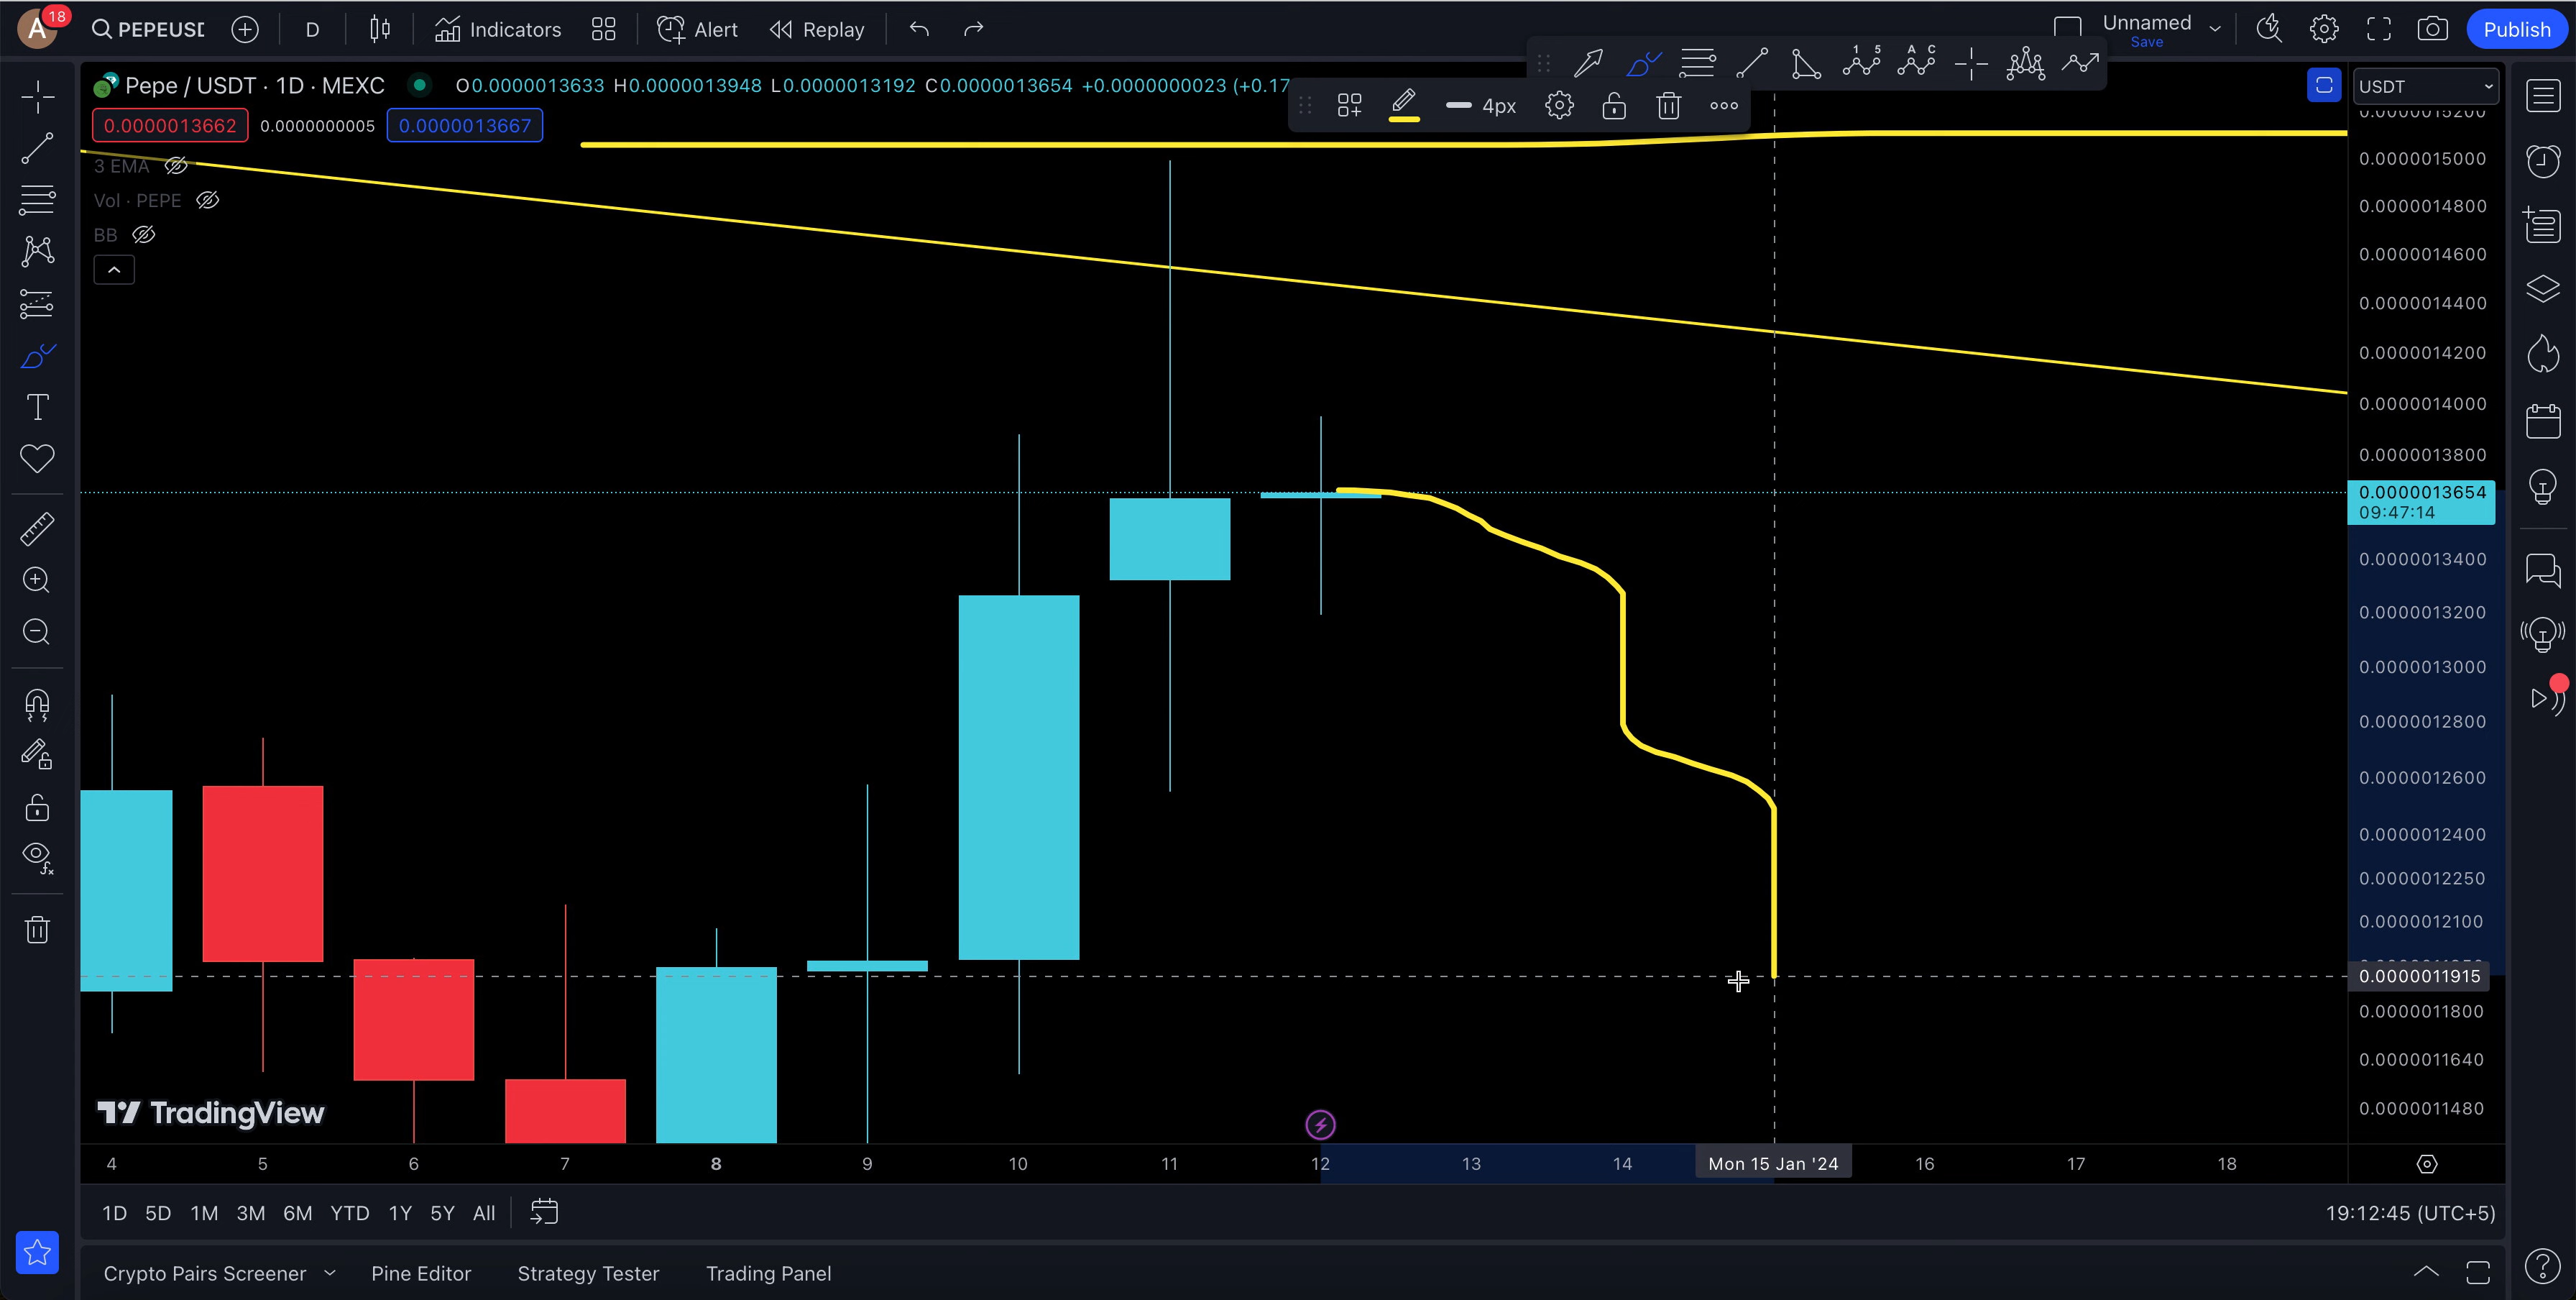 18
A
PEPEUSD
D
Indicators
Alert
Replay
Unnamed
Save
Publish
1 5
A C
Pepe / USDT · 1D · MEXC
O0.0000013633 H0.0000013948 L0.0000013192 C0.0000013654 +0.0000000023 (+0.17
4px
USDT
0.0000013662
0.0000000005
0.0000013667
3 EMA
Vol · PEPE
BB
0.0000015200
0.0000015000
0.0000014800
0.0000014600
0.0000014400
0.0000014200
0.0000014000
0.0000013800
0.0000013654
09:47:14
0.0000013400
0.0000013200
0.0000013000
0.0000012800
0.0000012600
0.0000012400
0.0000012250
0.0000012100
0.0000011915
0.0000011800
0.0000011640
0.0000011480
TradingView
4 5 6 7 8 9 10 11 12 13 14 Mon 15 Jan '24 16 17 18
1D 5D 1M 3M 6M YTD 1Y 5Y All
19:12:45 (UTC+5)
Crypto Pairs Screener Pine Editor Strategy Tester Trading Panel